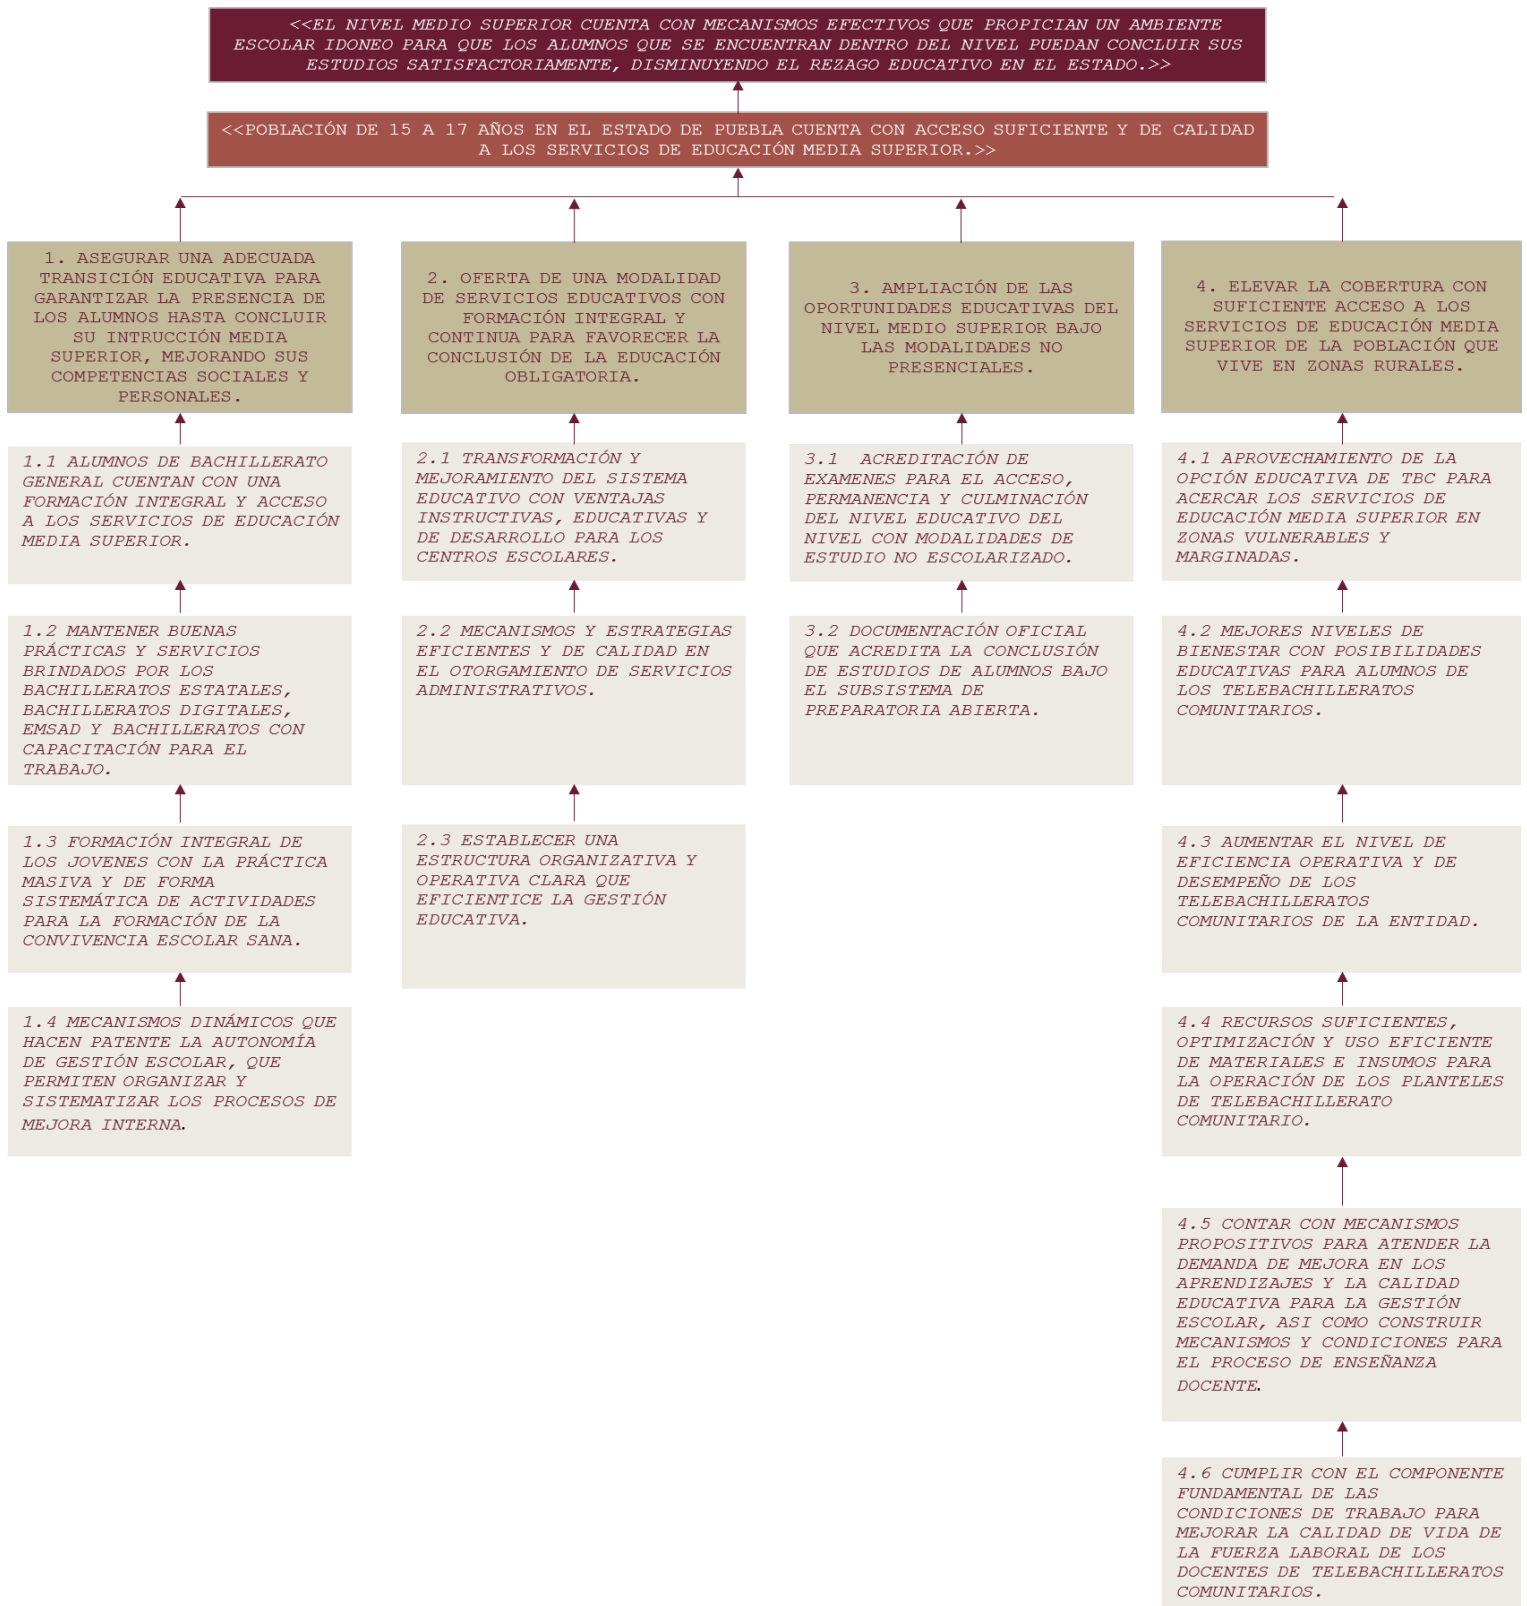 <<EL NIVEL MEDIO SUPERIOR CUENTA CON MECANISMOS EFECTIVOS QUE PROPICIAN UN AMBIENTE
ESCOLAR IDONEO PARA QUE LOS ALUMNOS QUE SE ENCUENTRAN DENTRO DEL NIVEL PUEDAN CONCLUIR SUS
ESTUDIOS SATISFACTORIAMENTE, DISMINUYENDO EL REZAGO EDUCATIVO EN EL ESTADO.>>
<<POBLACIÓN DE 15 A 17 AÑOS EN EL ESTADO DE PUEBLA CUENTA CON ACCESO SUFICIENTE Y DE CALIDAD
A LOS SERVICIOS DE EDUCACIÓN MEDIA SUPERIOR.>>
1. ASEGURAR UNA ADECUADA
TRANSICIÓN EDUCATIVA PARA
GARANTIZAR LA PRESENCIA DE
LOS ALUMNOS HASTA CONCLUIR
SU INTRUCCIÓN MEDIA
SUPERIOR, MEJORANDO SUS
COMPETENCIAS SOCIALES Y
PERSONALES.
1.1 ALUMNOS DE BACHILLERATO
GENERAL CUENTAN CON UNA
FORMACIÓN INTEGRAL Y ACCESO
A LOS SERVICIOS DE EDUCACIÓN
MEDIA SUPERIOR.
1.2 MANTENER BUENAS
PRÁCTICAS Y SERVICIOS
BRINDADOS POR LOS
BACHILLERATOS ESTATALES,
BACHILLERATOS DIGITALES,
EMSAD Y BACHILLERATOS CON
CAPACITACIÓN PARA EL
TRABAJO.
1.3 FORMACIÓN INTEGRAL DE
LOS JOVENES CON LA PRÁCTICA
MASIVA Y DE FORMA
SISTEMÁTICA DE ACTIVIDADES
PARA LA FORMACIÓN DE LA
CONVIVENCIA ESCOLAR SANA.
1.4 MECANISMOS DINÁMICOS QUE
HACEN PATENTE LA AUTONOMÍA
DE GESTIÓN ESCOLAR, QUE
PERMITEN ORGANIZAR Y
SISTEMATIZAR LOS PROCESOS DE
MEJORA INTERNA.
2. OFERTA DE UNA MODALIDAD
DE SERVICIOS EDUCATIVOS CON
FORMACIÓN INTEGRAL Y
CONTINUA PARA FAVORECER LA
CONCLUSIÓN DE LA EDUCACIÓN
OBLIGATORIA.
2.1 TRANSFORMACIÓN Y
MEJORAMIENTO DEL SISTEMA
EDUCATIVO CON VENTAJAS
INSTRUCTIVAS, EDUCATIVAS Y
DE DESARROLLO PARA LOS
CENTROS ESCOLARES.
2.2 MECANISMOS Y ESTRATEGIAS
EFICIENTES Y DE CALIDAD EN
EL OTORGAMIENTO DE SERVICIOS
ADMINISTRATIVOS.
2.3 ESTABLECER UNA
ESTRUCTURA ORGANIZATIVA Y
OPERATIVA CLARA QUE
EFICIENTICE LA GESTIÓN
EDUCATIVA.
3. AMPLIACIÓN DE LAS
OPORTUNIDADES EDUCATIVAS DEL
NIVEL MEDIO SUPERIOR BAJO
LAS MODALIDADES NO
PRESENCIALES.
3.1 ACREDITACIÓN DE
EXAMENES PARA EL ACCESO,
PERMANENCIA Y CULMINACIÓN
DEL NIVEL EDUCATIVO DEL
NIVEL CON MODALIDADES DE
ESTUDIO NO ESCOLARIZADO.
3.2 DOCUMENTACIÓN OFICIAL
QUE ACREDITA LA CONCLUSIÓN
DE ESTUDIOS DE ALUMNOS BAJO
EL SUBSISTEMA DE
PREPARATORIA ABIERTA.
4. ELEVAR LA COBERTURA CON
SUFICIENTE ACCESO A LOS
SERVICIOS DE EDUCACIÓN MEDIA
SUPERIOR DE LA POBLACIÓN QUE
VIVE EN ZONAS RURALES.
4.1 APROVECHAMIENTO DE LA
OPCIÓN EDUCATIVA DE TBC PARA
ACERCAR LOS SERVICIOS DE
EDUCACIÓN MEDIA SUPERIOR EN
ZONAS VULNERABLES Y
MARGINADAS.
4.2 MEJORES NIVELES DE
BIENESTAR CON POSIBILIDADES
EDUCATIVAS PARA ALUMNOS DE
LOS TELEBACHILLERATOS
COMUNITARIOS.
4.3 AUMENTAR EL NIVEL DE
EFICIENCIA OPERATIVA Y DE
DESEMPEÑO DE LOS
TELEBACHILLERATOS
COMUNITARIOS DE LA ENTIDAD.
4.4 RECURSOS SUFICIENTES,
OPTIMIZACIÓN Y USO EFICIENTE
DE MATERIALES E INSUMOS PARA
LA OPERACIÓN DE LOS PLANTELES
DE TELEBACHILLERATO
COMUNITARIO.
4.5 CONTAR CON MECANISMOS
PROPOSITIVOS PARA ATENDER LA
DEMANDA DE MEJORA EN LOS
APRENDIZAJES Y LA CALIDAD
EDUCATIVA PARA LA GESTIÓN
ESCOLAR, ASI COMO CONSTRUIR
MECANISMOS Y CONDICIONES PARA
EL PROCESO DE ENSEÑANZA
DOCENTE.
4.6 CUMPLIR CON EL COMPONENTE
FUNDAMENTAL DE LAS
CONDICIONES DE TRABAJO PARA
MEJORAR LA CALIDAD DE VIDA DE
LA FUERZA LABORAL DE LOS
DOCENTES DE TELEBACHILLERATOS
COMUNITARIOS.